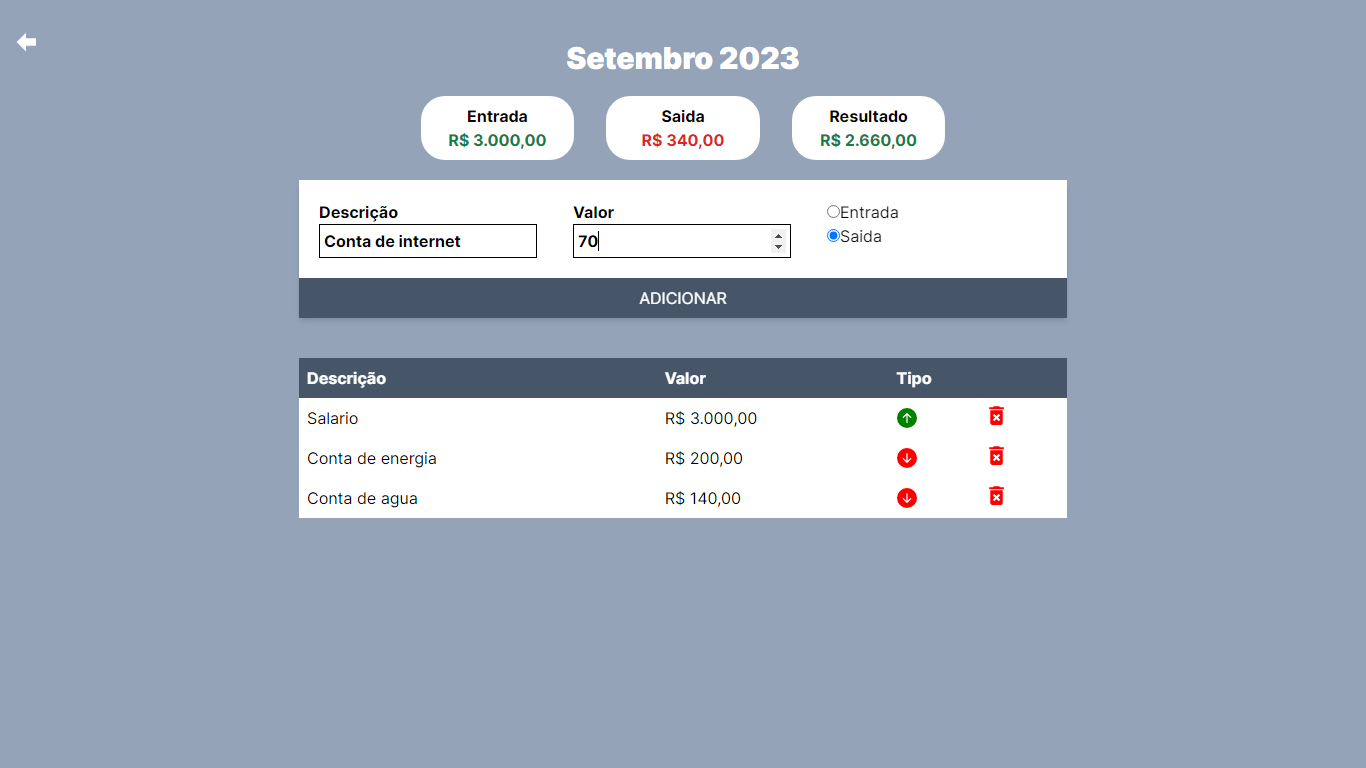 Setembro 2023
Entrada Saida Resultado
R$ 3.000,00 R$ 340,00 R$ 2.660,00
Descrição Valor Entrada
Conta de internet 70 Saida
ADICIONAR
Descrição Valor Tipo
Salario R$ 3.000,00
Conta de energia R$ 200,00
Conta de agua R$ 140,00